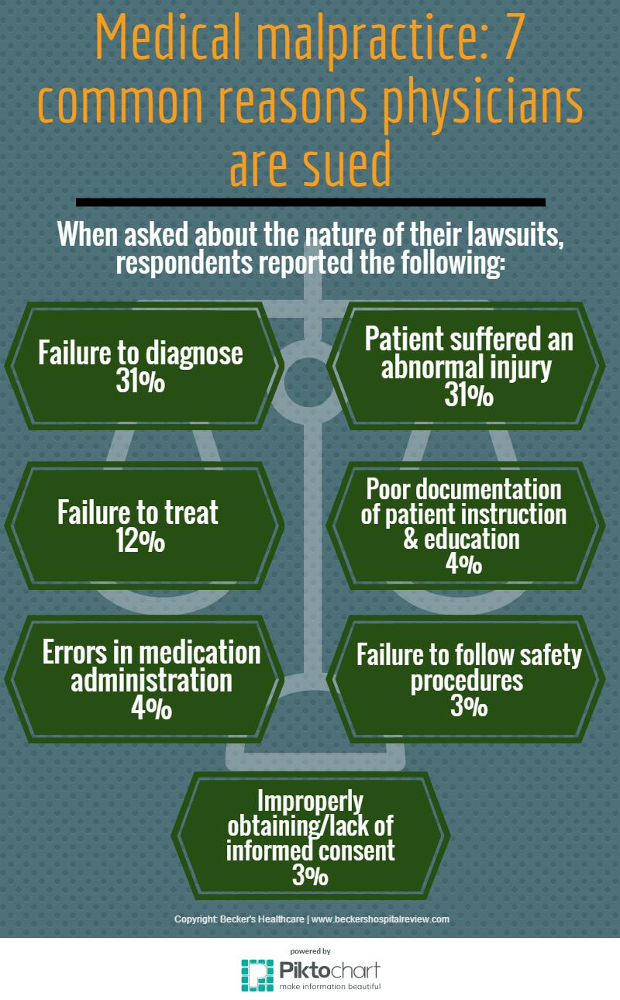 Medical malpractice: 7
common reasons physicians
are sued
When asked about the nature of their lawsuits,
respondents reported the following:
Failure to diagnose
31%
Patient suffered an
abnormal injury
31%
Failure to treat
12%
Poor documentation
of patient instruction
& education
4%
Errors in medication
administration
4%
Failure to follow safety
procedures
3%
Improperly
obtaining/lack of
informed consent
3%
Copyright: Becker's Healthcare | www.beckershospitalreview.com
powered by
Piktochart
make information beautiful